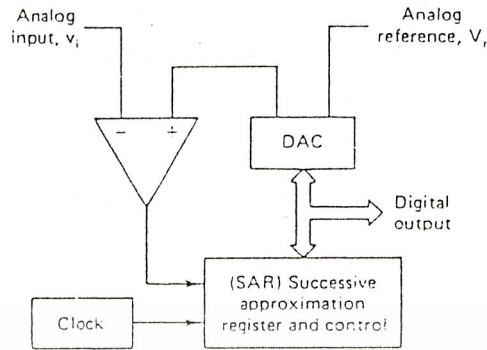 Analog
input, vi
Analog
reference, Vr
− +
DAC
Digital
output
(SAR) Successive
approximation
register and control
Clock